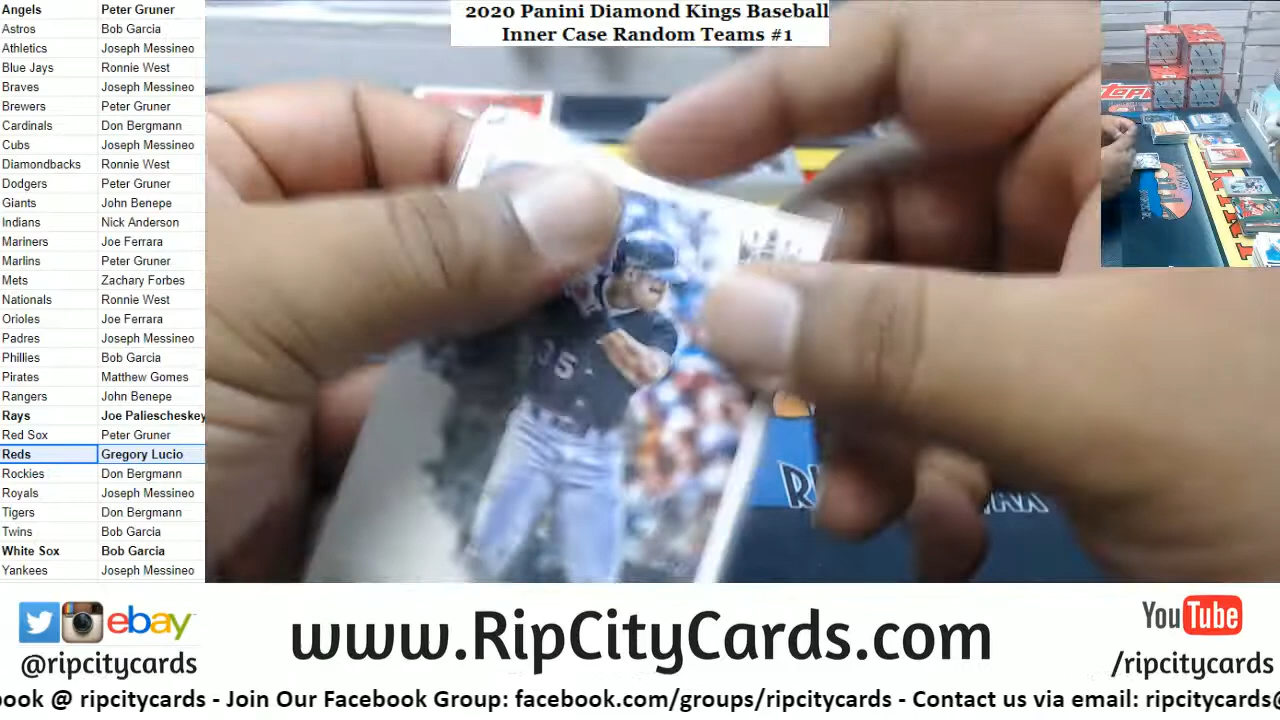 2020 Panini Diamond Kings Baseball
Inner Case Random Teams #1
Angels Peter Gruner
Astros Bob Garcia
Athletics Joseph Messineo
Blue Jays Ronnie West
Braves Joseph Messineo
Brewers Peter Gruner
Cardinals Don Bergmann
Cubs Joseph Messineo
Diamondbacks Ronnie West
Dodgers Peter Gruner
Giants John Benepe
Indians Nick Anderson
Mariners Joe Ferrara
Marlins Peter Gruner
Mets Zachary Forbes
Nationals Ronnie West
Orioles Joe Ferrara
Padres Joseph Messineo
Phillies Bob Garcia
Pirates Matthew Gomes
Rangers John Benepe
Rays Joe Paliescheskey
Red Sox Peter Gruner
Reds Gregory Lucio
Rockies Don Bergmann
Royals Joseph Messineo
Tigers Don Bergmann
Twins Bob Garcia
White Sox Bob Garcia
Yankees Joseph Messineo
35
ebay
@ripcitycards
www.RipCityCards.com
YouTube
/ripcitycards
book @ ripcitycards - Join Our Facebook Group: facebook.com/groups/ripcitycards - Contact us via email: ripcitycards@